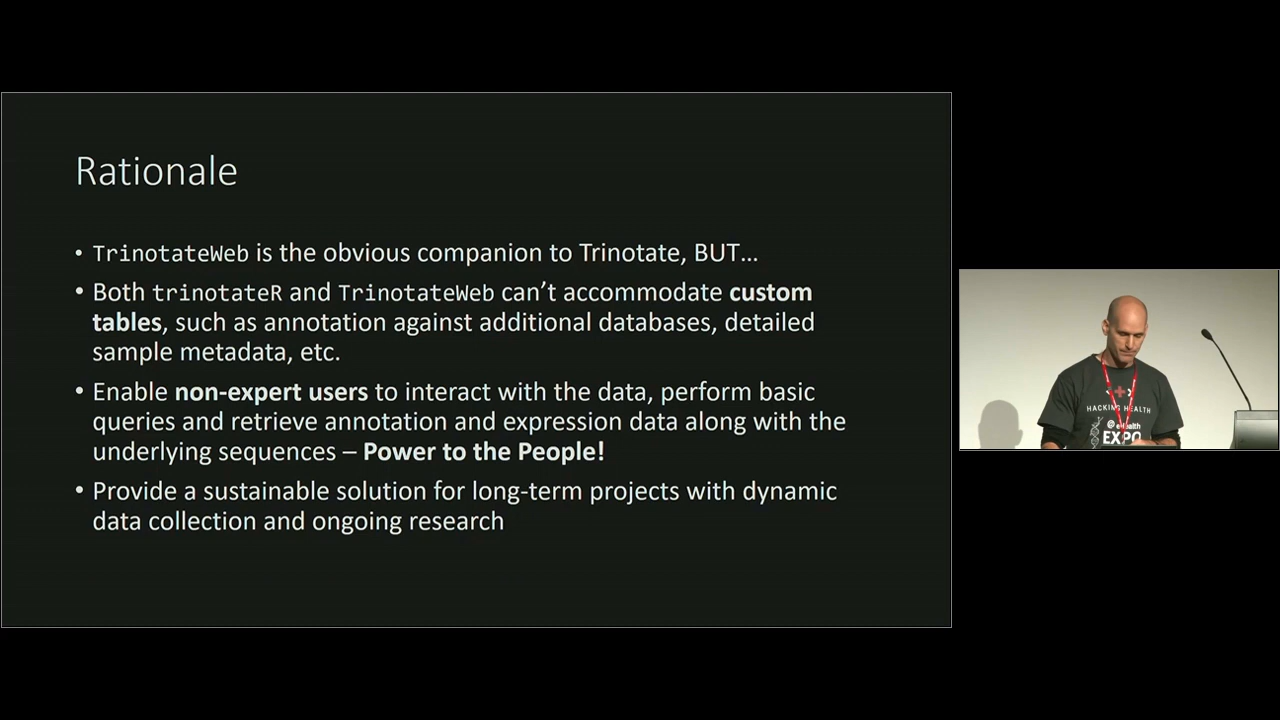 Rationale
• TrinotateWeb is the obvious companion to Trinotate, BUT…
• Both trinotateR and TrinotateWeb can’t accommodate custom
tables, such as annotation against additional databases, detailed
sample metadata, etc.
• Enable non-expert users to interact with the data, perform basic
queries and retrieve annotation and expression data along with the
underlying sequences – Power to the People!
• Provide a sustainable solution for long-term projects with dynamic
data collection and ongoing research
HACKING HEALTH
@ eHealth
EXPO